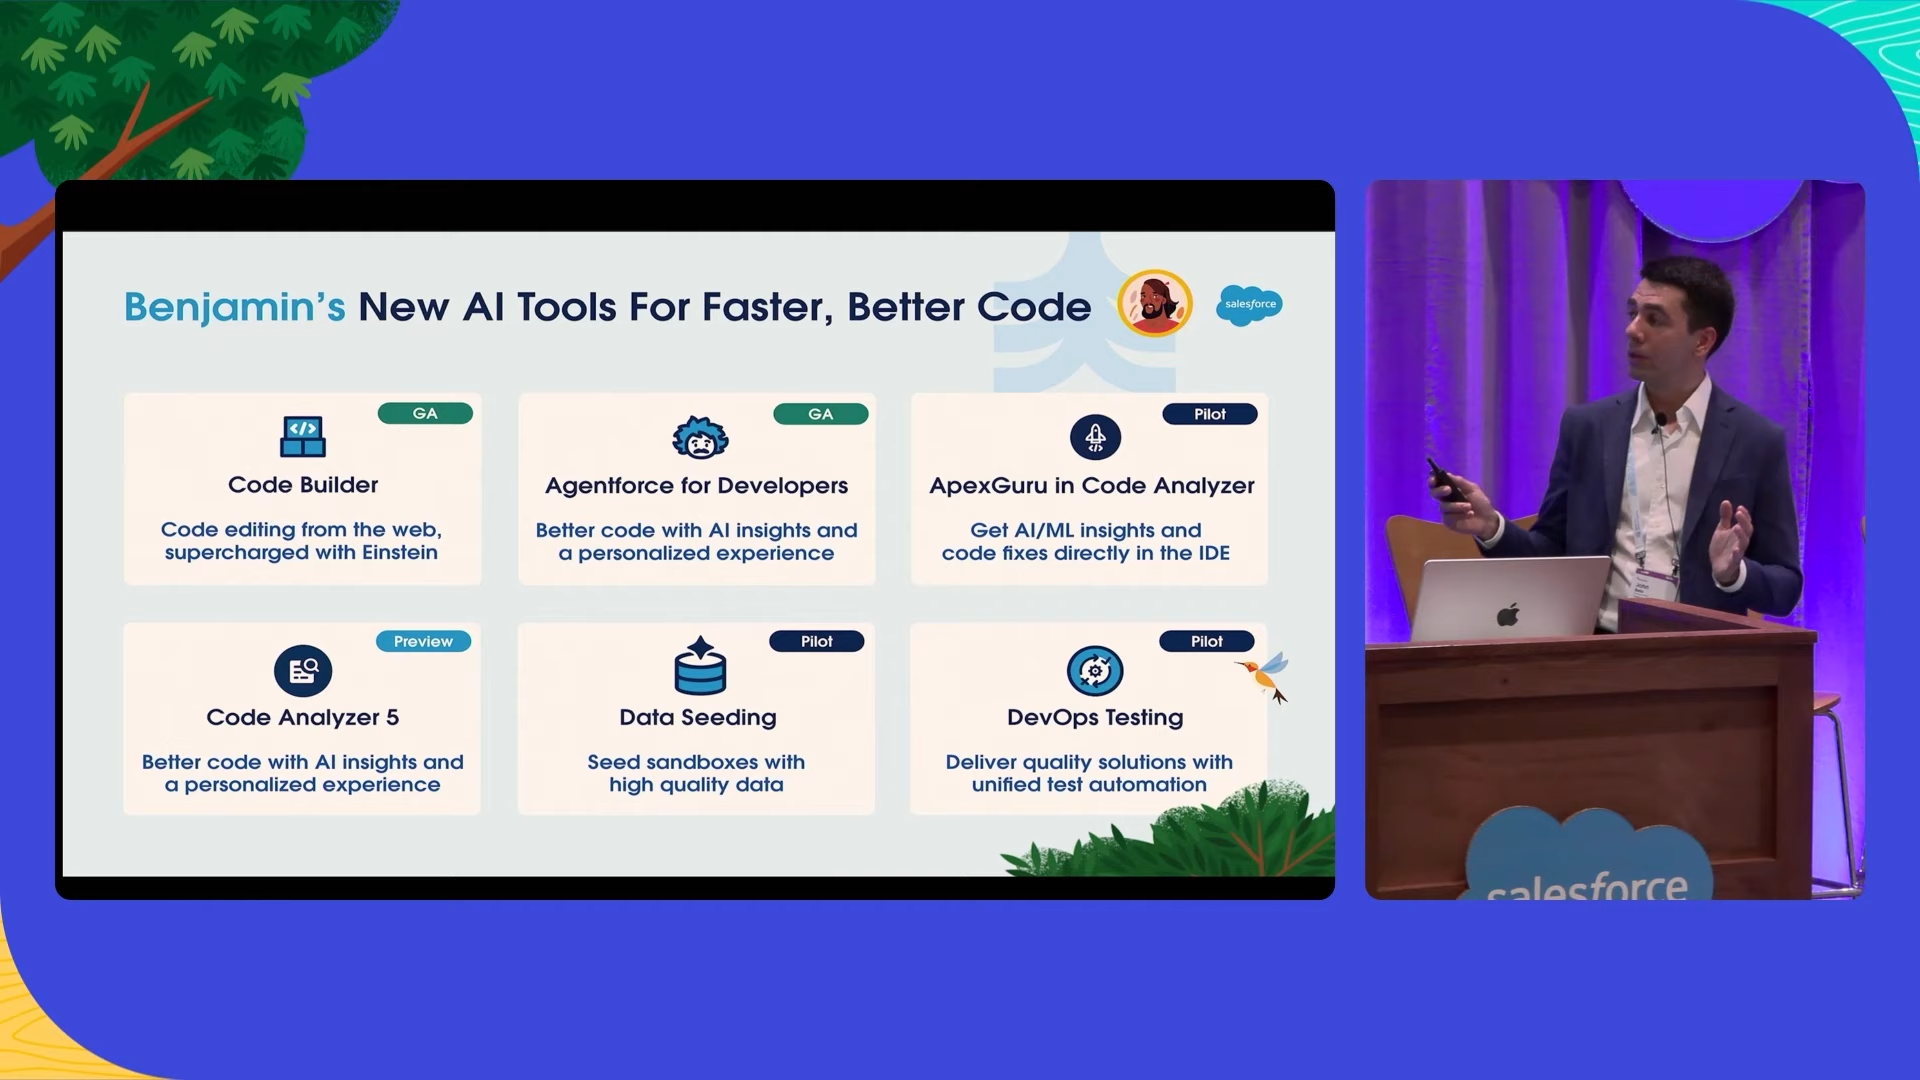 Benjamin's New AI Tools For Faster, Better Code
salesforce
GA
Code Builder
Code editing from the web,
supercharged with Einstein
GA
Agentforce for Developers
Better code with AI insights and
a personalized experience
Pilot
ApexGuru in Code Analyzer
Get AI/ML insights and
code fixes directly in the IDE
Preview
Code Analyzer 5
Better code with AI insights and
a personalized experience
Pilot
Data Seeding
Seed sandboxes with
high quality data
Pilot
DevOps Testing
Deliver quality solutions with
unified test automation
John
salesforce